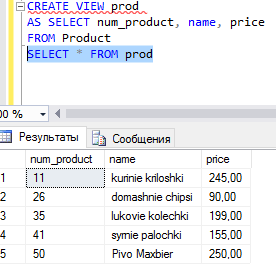 CREATE VIEW prod
AS SELECT num_product, name, price
FROM Product
SELECT * FROM prod
00 %
Результаты Сообщения
num_product name price
1 11 kurinie kriloshki 245,00
2 26 domashnie chipsi 90,00
3 35 lukovie kolechki 199,00
4 41 symie palochki 155,00
5 50 Pivo Maxbier 250,00